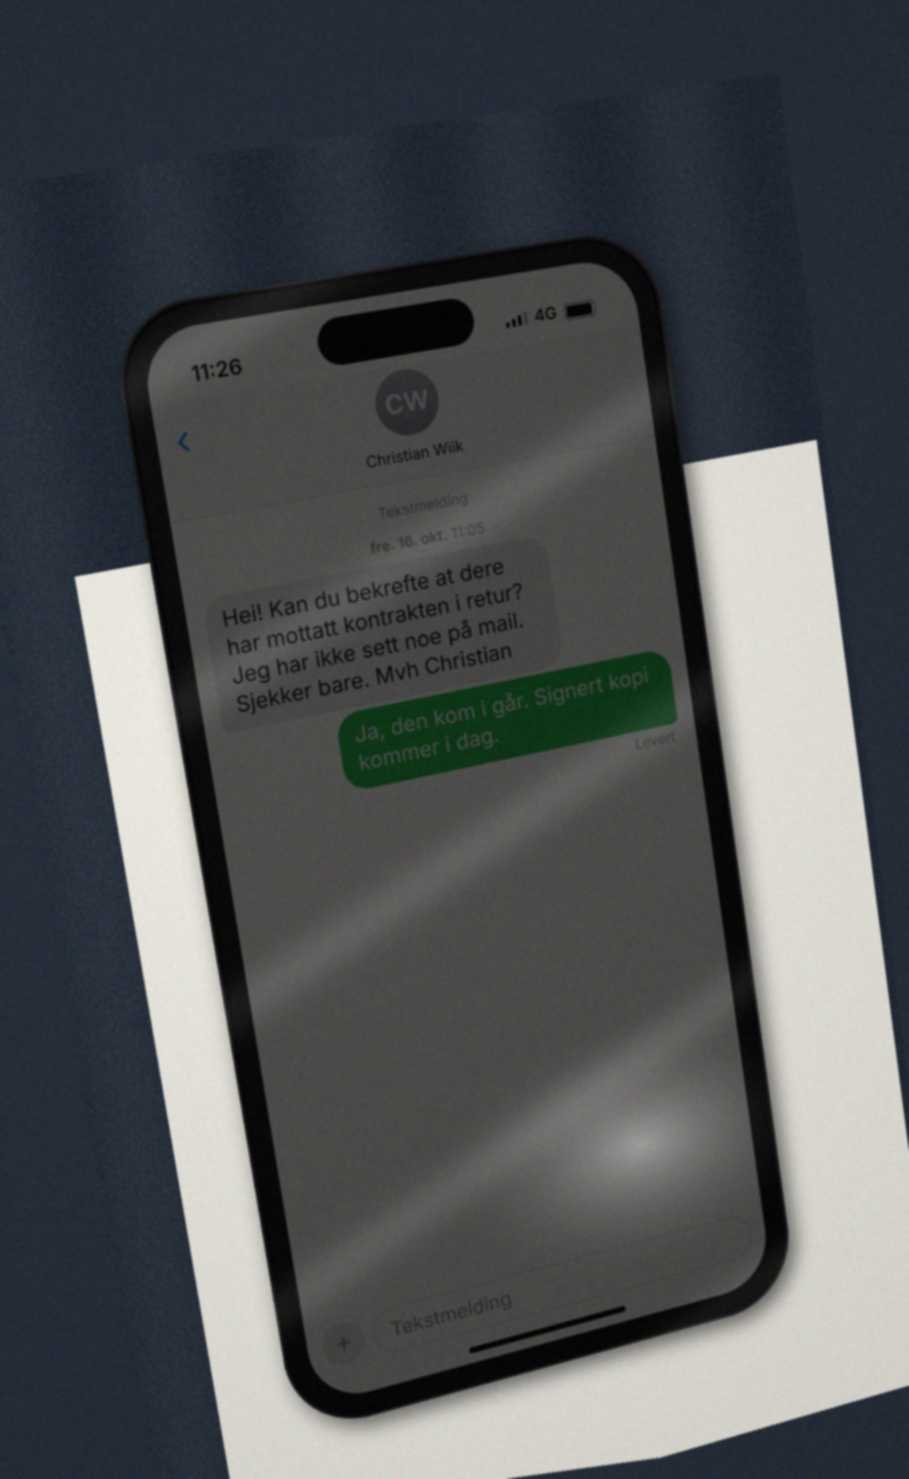 11:26
4G
CW
Christian Wiik
Tekstmelding
fre. 16. okt. 11:05
Hei! Kan du bekrefte at dere
har mottatt kontrakten i retur?
Jeg har ikke sett noe på mail.
Sjekker bare. Mvh Christian
Ja, den kom i går. Signert kopi
kommer i dag.
Levert
+
Tekstmelding